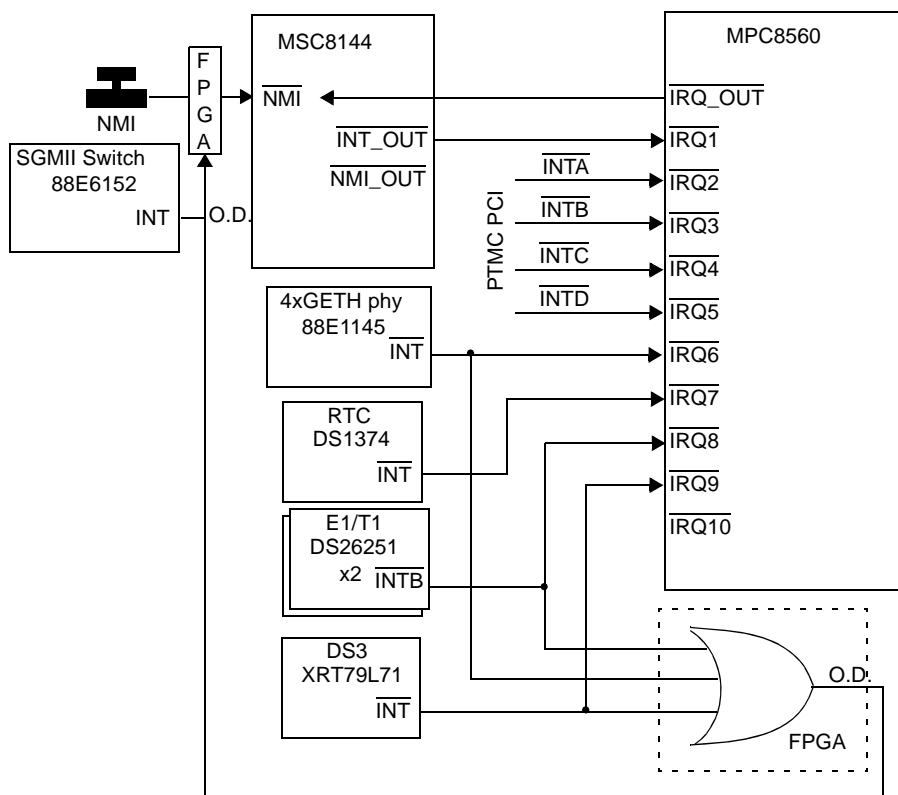 MSC8144
MPC8560
F
P
G
A
NMI
NMI
IRQ_OUT
INT_OUT
IRQ1
NMI_OUT
SGMII Switch
88E6152
INT
O.D.
PTMC PCI
INTA
IRQ2
INTB
IRQ3
INTC
IRQ4
INTD
IRQ5
4xGETH phy
88E1145
INT
IRQ6
RTC
DS1374
INT
IRQ7
IRQ8
IRQ9
IRQ10
E1/T1
DS26251
x2
INTB
DS3
XRT79L71
INT
O.D.
FPGA